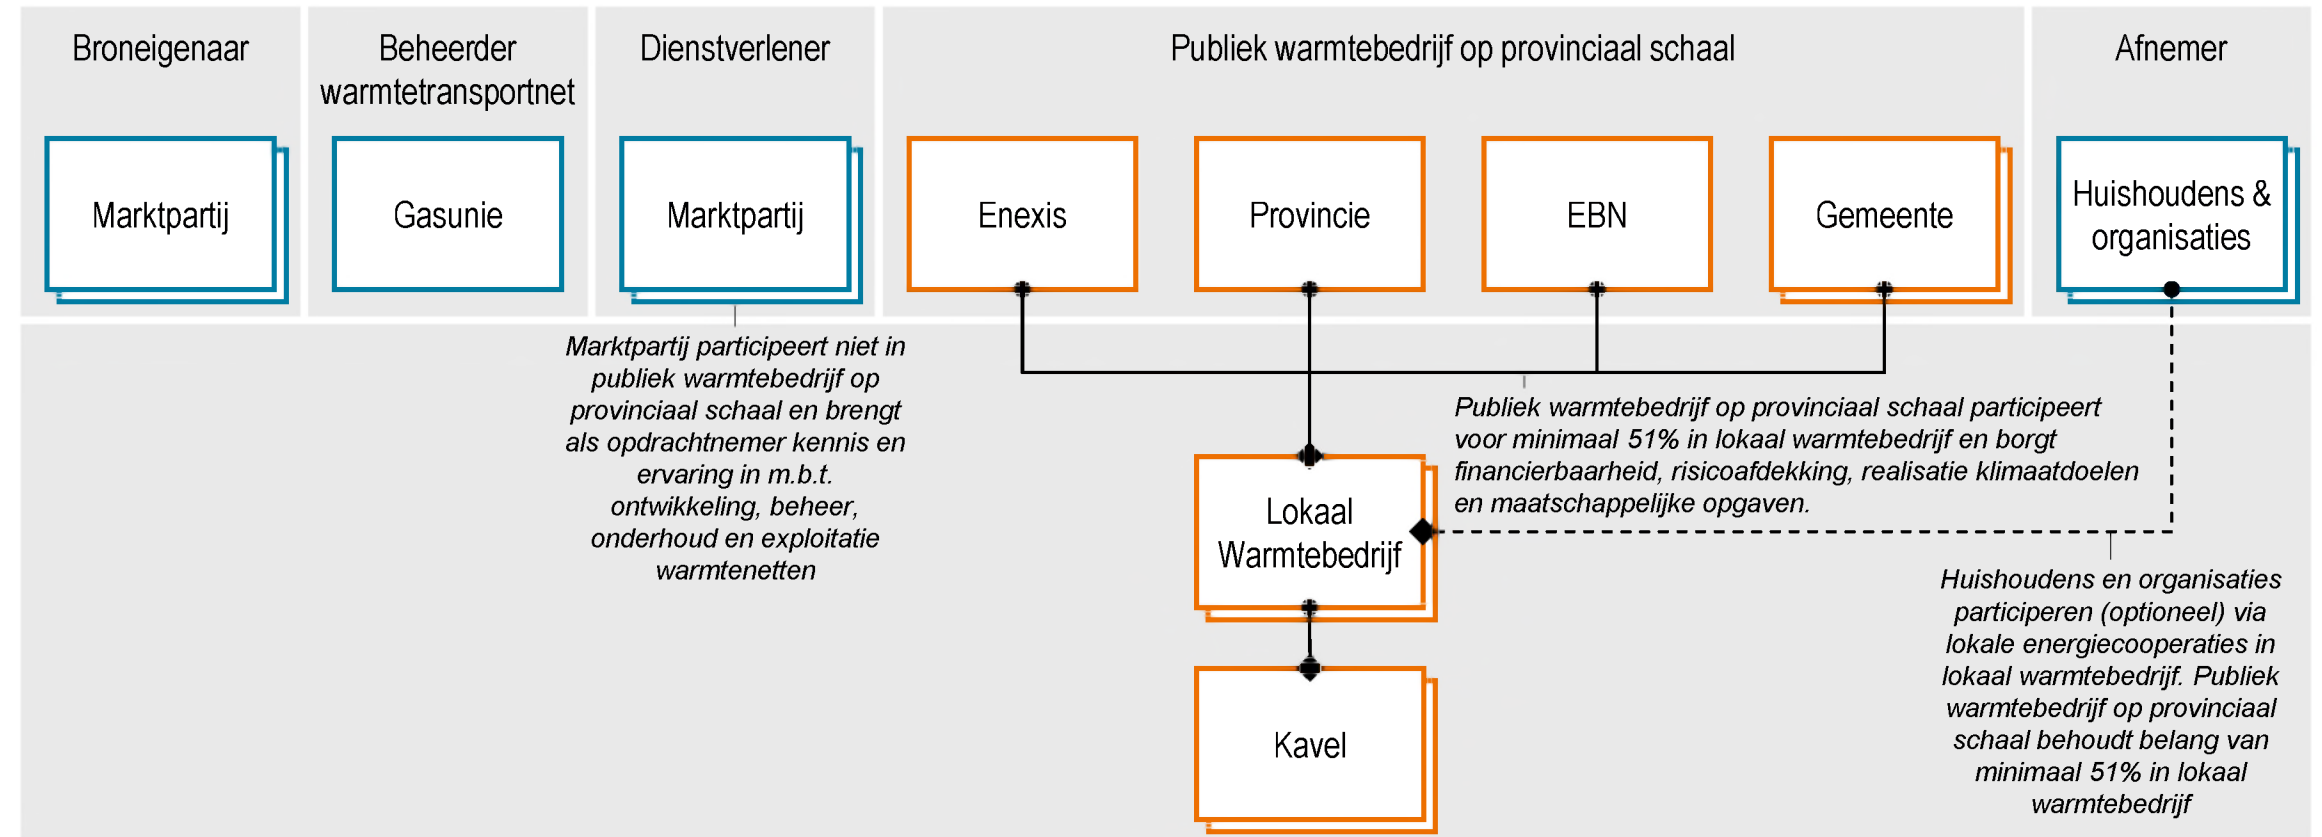 Broneigenaar
Beheerder
warmtetransportnet
Dienstverlener
Publiek warmtebedrijf op provinciaal schaal
Afnemer
Marktpartij
Gasunie
Marktpartij
Enexis
Provincie
EBN
Gemeente
Huishoudens &
organisaties
Marktpartij participeert niet in
publiek warmtebedrijf op
provinciaal schaal en brengt
als opdrachtnemer kennis en
ervaring in m.b.t.
ontwikkeling, beheer,
onderhoud en exploitatie
warmtenetten
Publiek warmtebedrijf op provinciaal schaal participeert
voor minimaal 51% in lokaal warmtebedrijf en borgt
financierbaarheid, risicoafdekking, realisatie klimaatdoelen
en maatschappelijke opgaven.
Lokaal
Warmtebedrijf
Huishoudens en organisaties
participeren (optioneel) via
lokale energiecooperaties in
lokaal warmtebedrijf. Publiek
warmtebedrijf op provinciaal
schaal behoudt belang van
minimaal 51% in lokaal
warmtebedrijf
Kavel